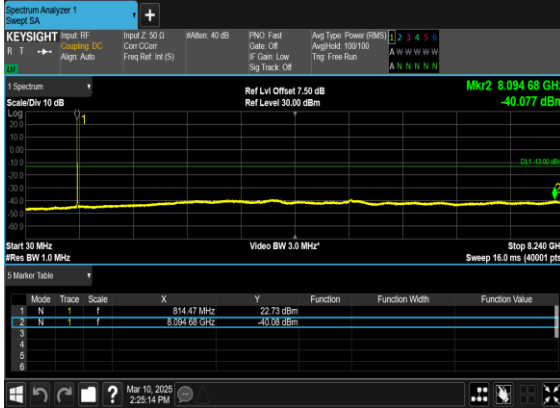 Spectrum Analyzer 1
Swept SA
+
KEYSIGHT
R T
Input: RF
Coupling: DC
Align: Auto
Input Z: 50 Ω
Corr CCorr
Freq Ref: Int (S)
#Atten: 40 dB
PNO: Fast
Gate: Off
IF Gain: Low
Sig Track: Off
Avg Type: Power (RMS)
Avg|Hold: 100/100
Trig: Free Run
1 2 3 4 5 6
A W W W W W
A N N N N N
1 Spectrum
Scale/Div 10 dB
Ref Lvl Offset 7.50 dB
Ref Level 30.00 dBm
Mkr2 8.094 68 GHz
-40.077 dBm
Log
20.0
10.0
0.00
-10.0
-20.0
-30.0
-40.0
-50.0
-60.0
1
DL1 -13.00 dBm
2
Start 30 MHz
#Res BW 1.0 MHz
Video BW 3.0 MHz*
Stop 8.240 GH
Sweep 16.0 ms (40001 pts
5 Marker Table
Mode Trace Scale X Y Function Function Width Function Value
1 N 1 f 814.47 MHz 22.73 dBm
2 N 1 f 8.094 68 GHz -40.08 dBm
3
4
5
6
?
Mar 10, 2025
2:25:14 PM